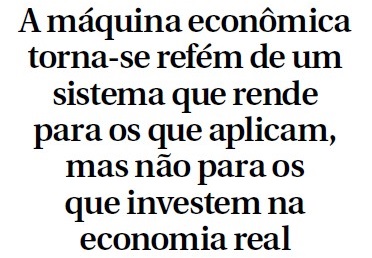 A máquina econômica
torna-se refém de um
sistema que rende
para os que aplicam,
mas não para os
que investem na
economia real